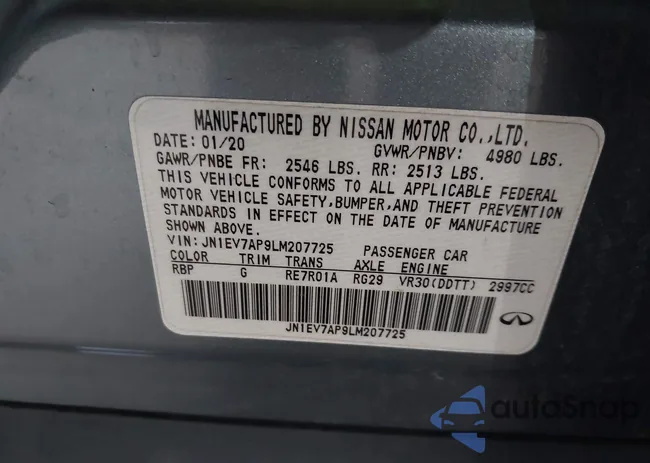 MANUFACTURED BY NISSAN MOTOR CO.,LTD.
DATE: 01/20 GVWR/PNBV: 4980 LBS.
GAWR/PNBE FR: 2546 LBS. RR: 2513 LBS.
THIS VEHICLE CONFORMS TO ALL APPLICABLE FEDERAL
MOTOR VEHICLE SAFETY,BUMPER,AND THEFT PREVENTION
STANDARDS IN EFFECT ON THE DATE OF MANUFACTURE
SHOWN ABOVE.
VIN: JN1EV7AP9LM207725 PASSENGER CAR
COLOR TRIM TRANS AXLE ENGINE
RBP G RE7R01A RG29 VR30(DDTT) 2997CC
JN1EV7AP9LM207725
autoSnap